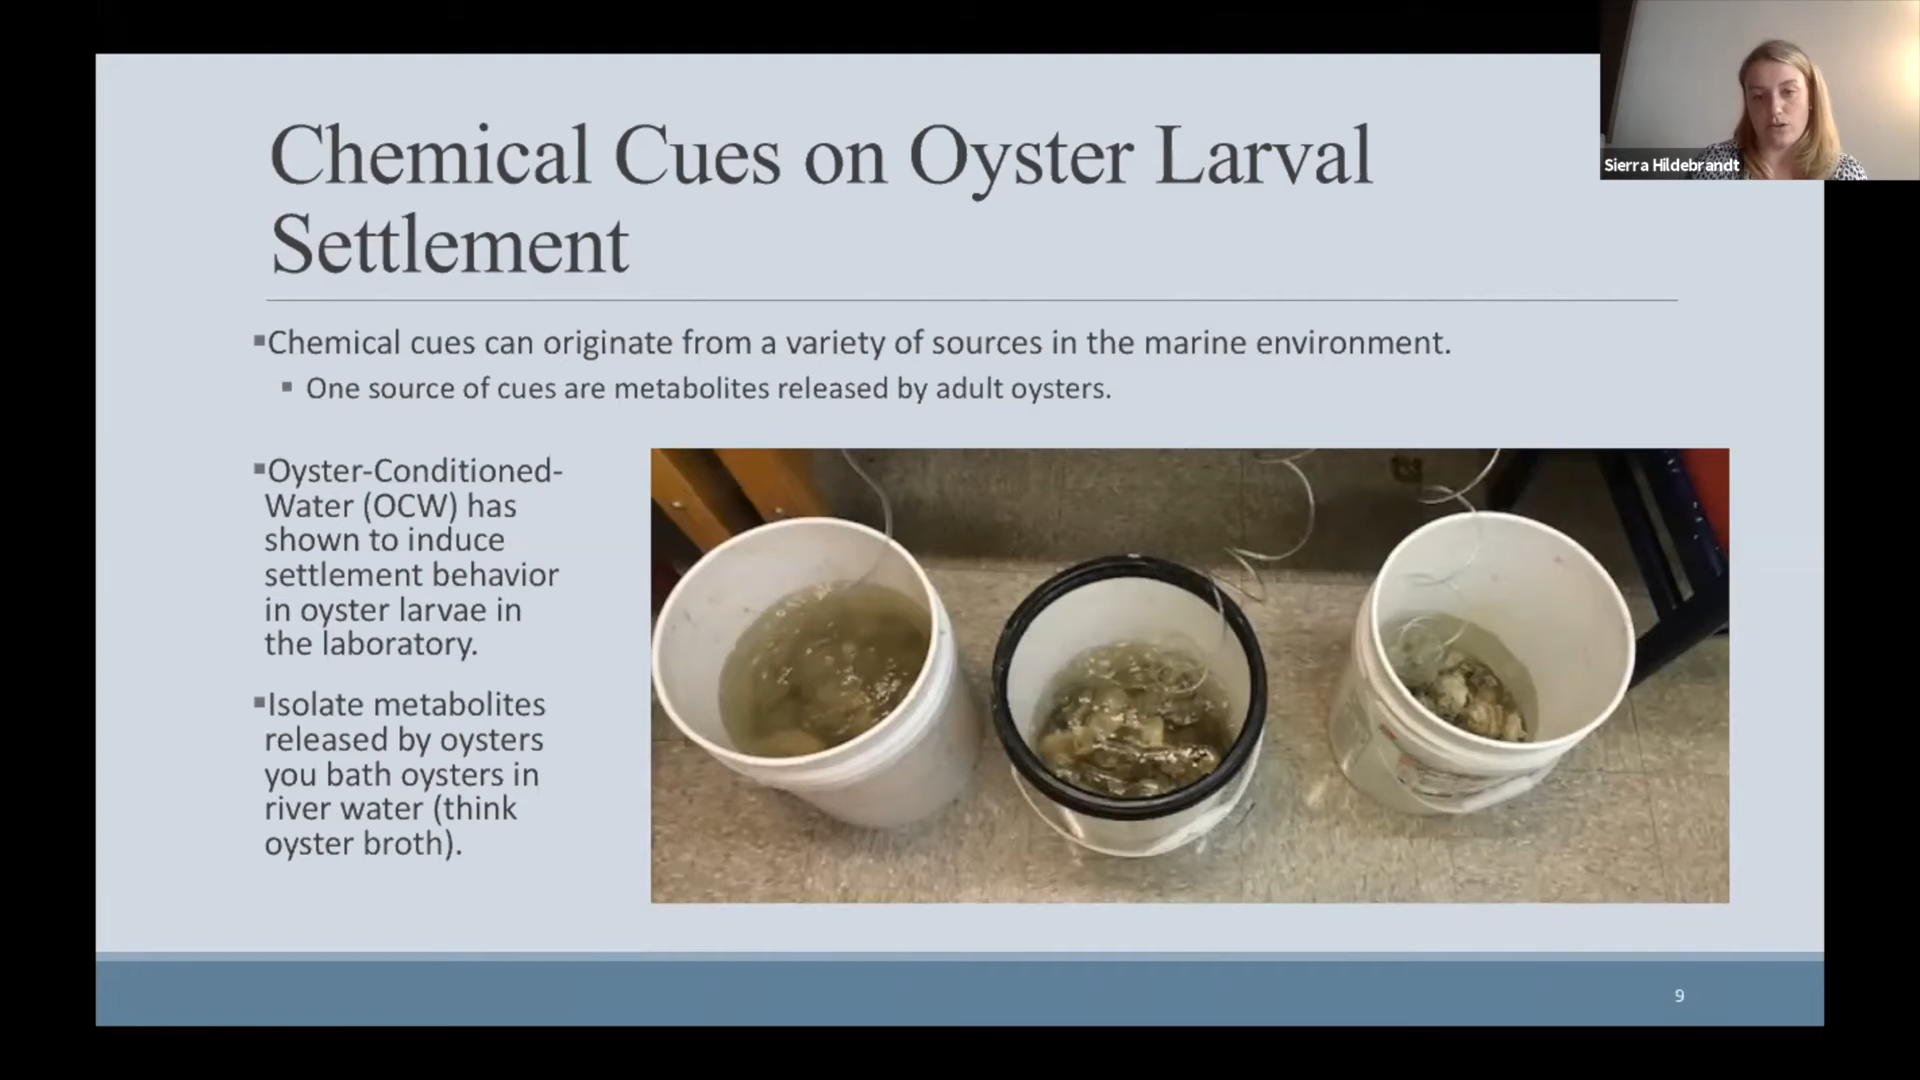 Chemical Cues on Oyster Larval
Settlement
Sierra Hildebrandt
▪Chemical cues can originate from a variety of sources in the marine environment.
▪ One source of cues are metabolites released by adult oysters.
▪Oyster-Conditioned-
Water (OCW) has
shown to induce
settlement behavior
in oyster larvae in
the laboratory.
▪Isolate metabolites
released by oysters
you bath oysters in
river water (think
oyster broth).
9